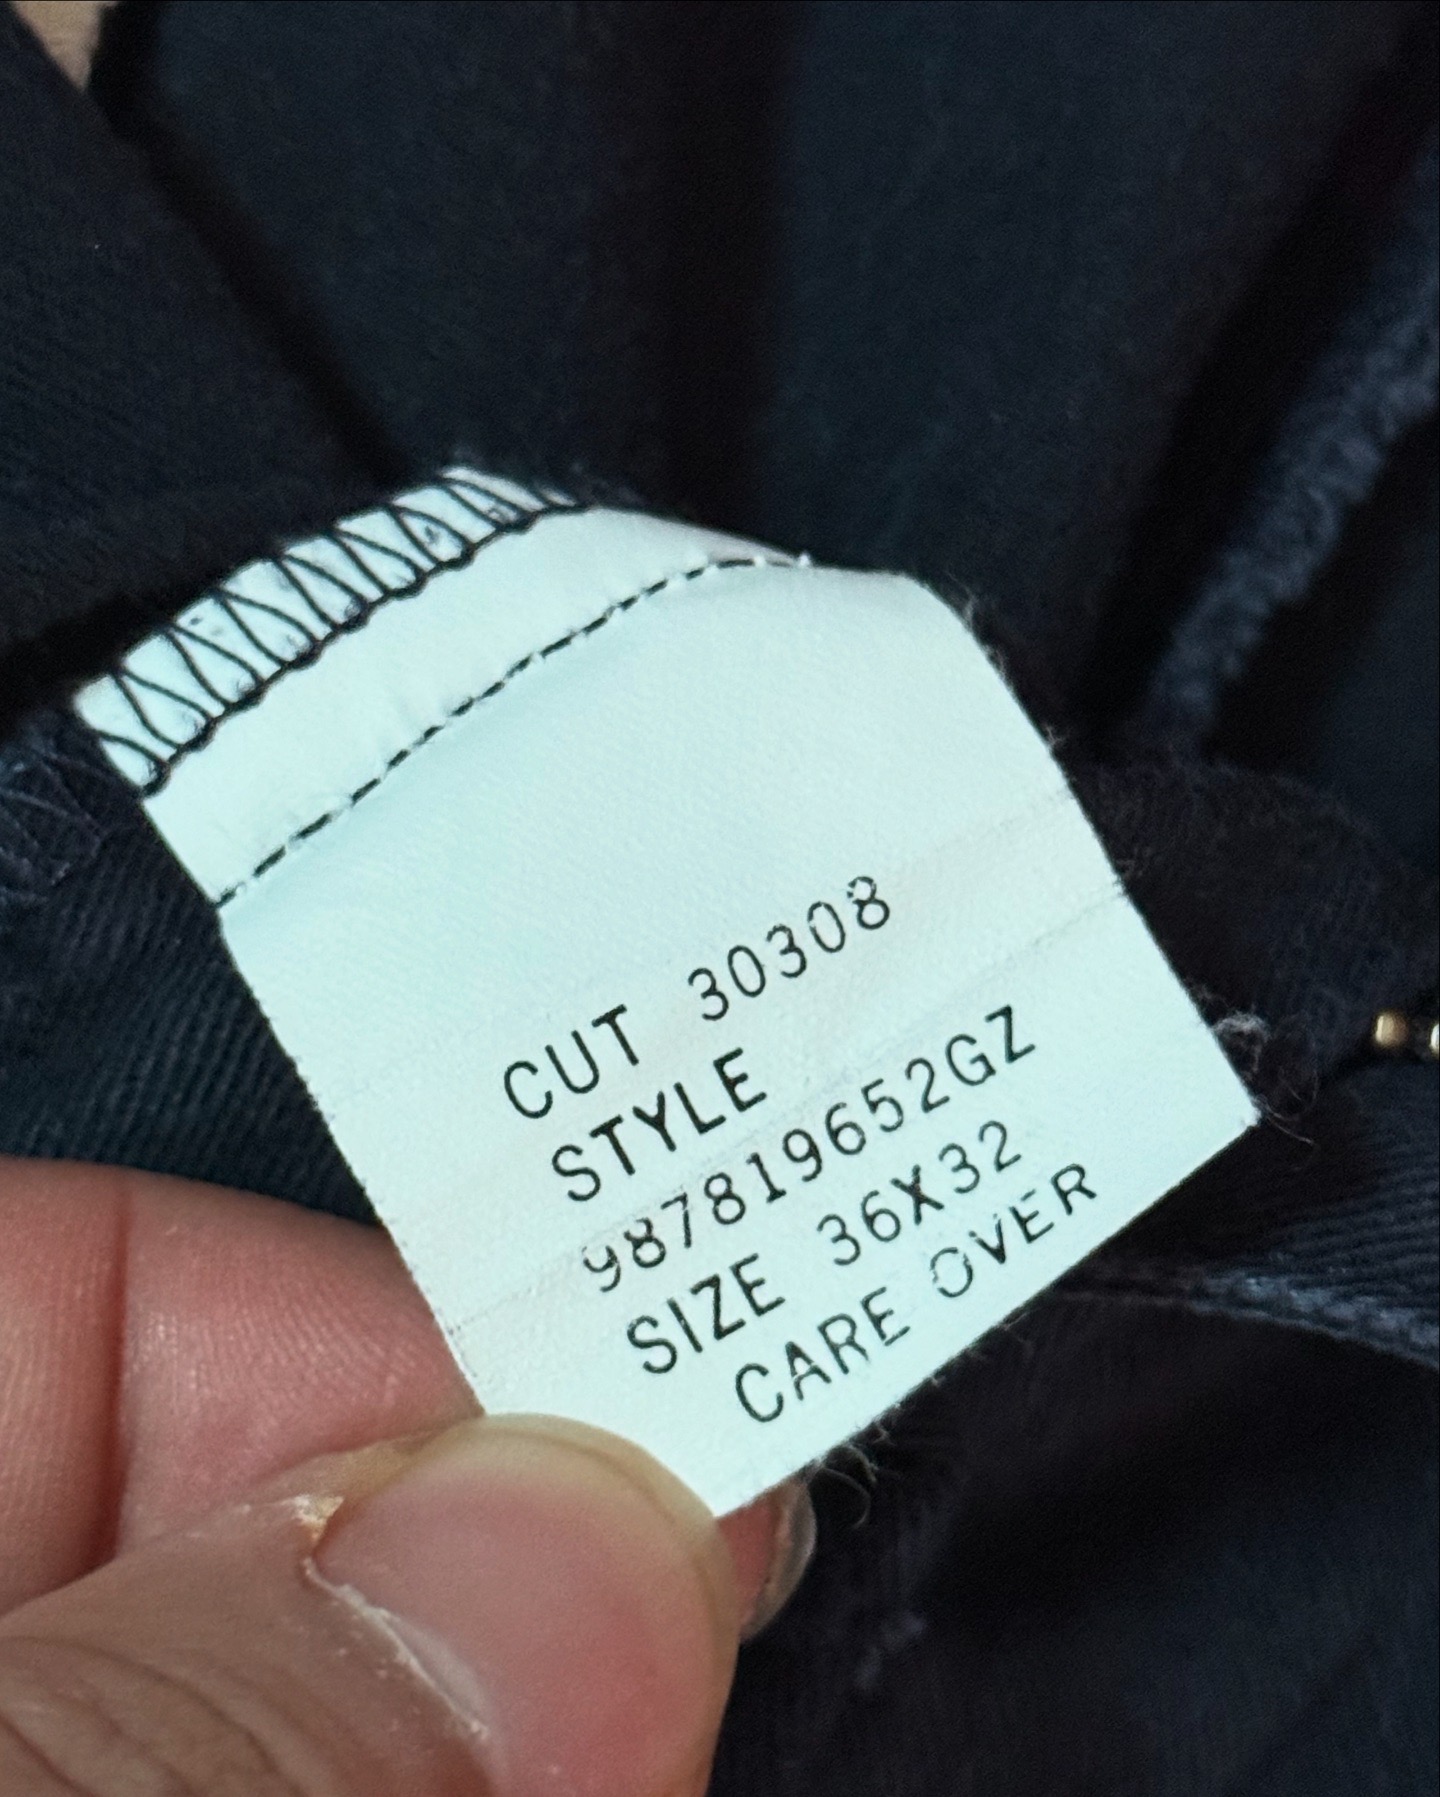 CUT 30308
STYLE
987819652GZ
SIZE 36X32
CARE OVER